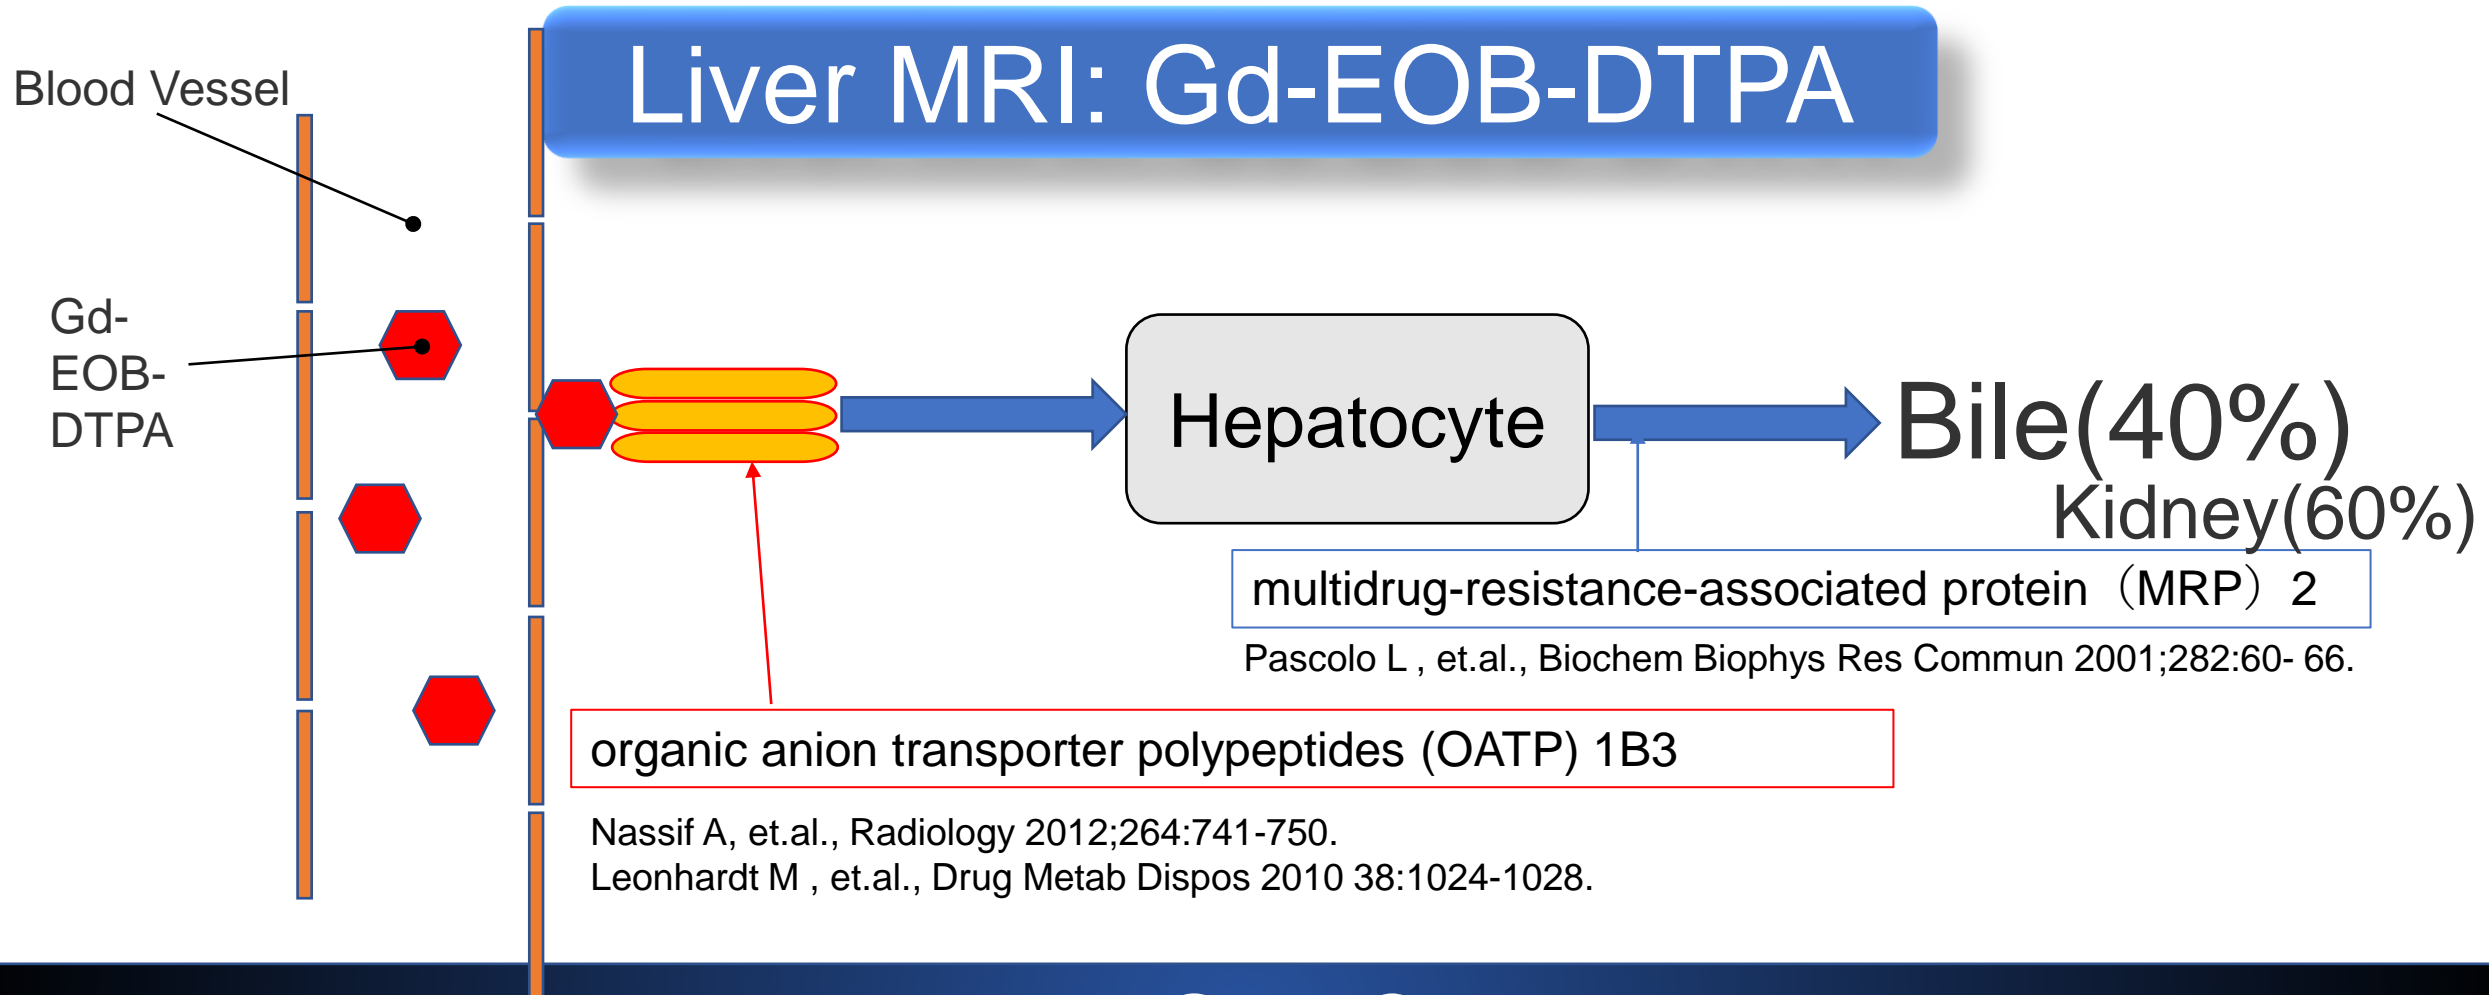 Liver MRI: Gd-EOB-DTPA
Blood Vessel
Gd-
EOB-
DTPA
Hepatocyte
Bile(40%)
Kidney(60%)
multidrug-resistance-associated protein（MRP）2
Pascolo L , et.al., Biochem Biophys Res Commun 2001;282:60- 66.
organic anion transporter polypeptides (OATP) 1B3
Nassif A, et.al., Radiology 2012;264:741-750.
Leonhardt M , et.al., Drug Metab Dispos 2010 38:1024-1028.